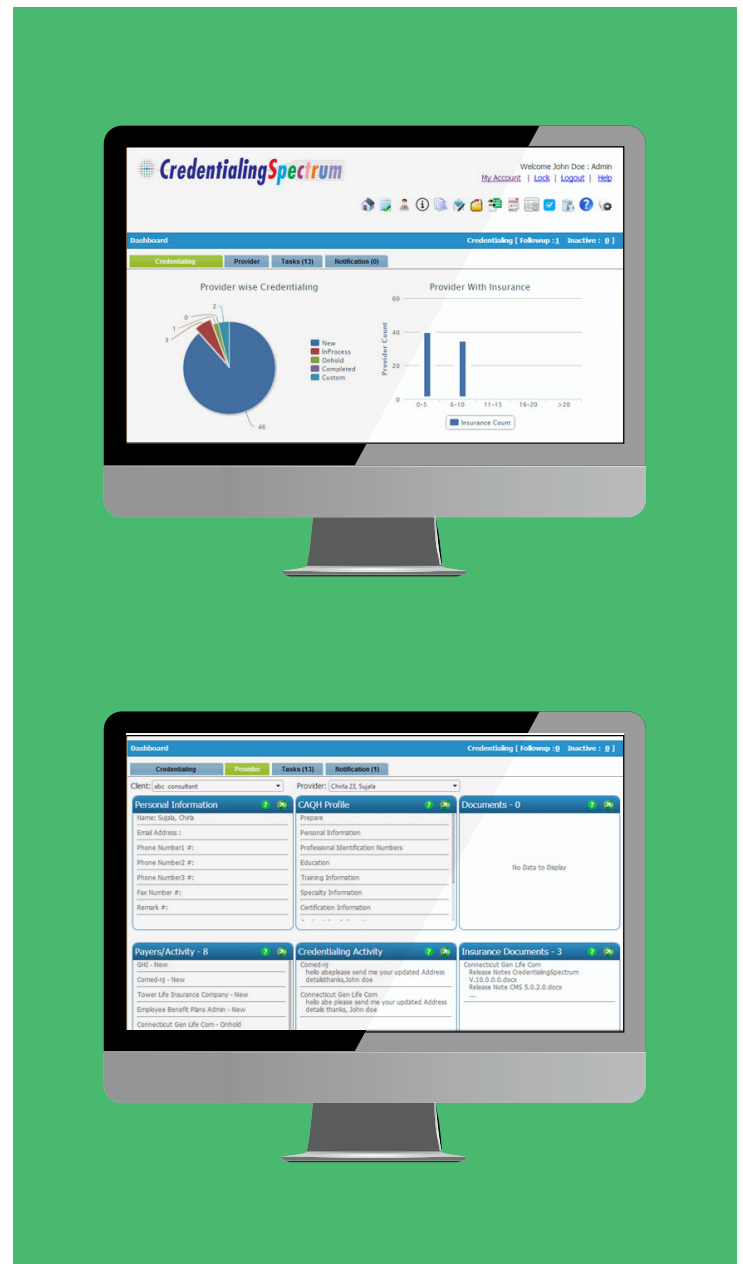 CredentialingSpectrum
Welcome John Doe : Admin
My Account | Lock | Logout | Help
Dashboard
Credentialing [ Followup :1 Inactive : 0 ]
Credentialing
Provider
Tasks (13)
Notification (0)
Provider wise Credentialing
2
0
1
3
46
New
InProcess
Onhold
Completed
Custom
Provider With Insurance
Provider Count
60
40
20
0
0-5
6-10
11-15
16-20
>20
Insurance Count
Dashboard
Credentialing [ Followup :0 Inactive : 0 ]
Credentialing
Provider
Tasks (13)
Notification (1)
Client: abc consultant
Provider: Chirla 23, Sujala
Personal Information
Name: Sujala, Chirla
Email Address :
Phone Number1 #:
Phone Number2 #:
Phone Number3 #:
Fax Number #:
Remark #:
CAQH Profile
Prepare
Personal Information
Professional Identification Numbers
Education
Training Information
Specialty Information
Certification Information
Documents - 0
No Data to Display
Payers/Activity - 8
GHI - New
Comed-nj - New
Tower Life Insurance Company - New
Employee Benefit Plans Admin - New
Connecticut Gen Life Com - Onhold
Credentialing Activity
Comed-nj
hello abeplease send me your updated Address
detailsthanks,John doe
Connecticut Gen Life Com
hello abe please send me your updated Address
details thanks, John doe
Insurance Documents - 3
Connecticut Gen Life Com
Release Notes CredentialingSpectrum
V.10.0.0.0.docx
Release Note CMS 5.0.2.0.docx
...